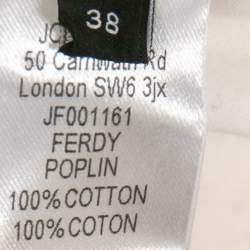 38
50 Carnwath Rd
London SW6 3jx
JF001161
FERDY
POPLIN
100% COTTON
100% COTON